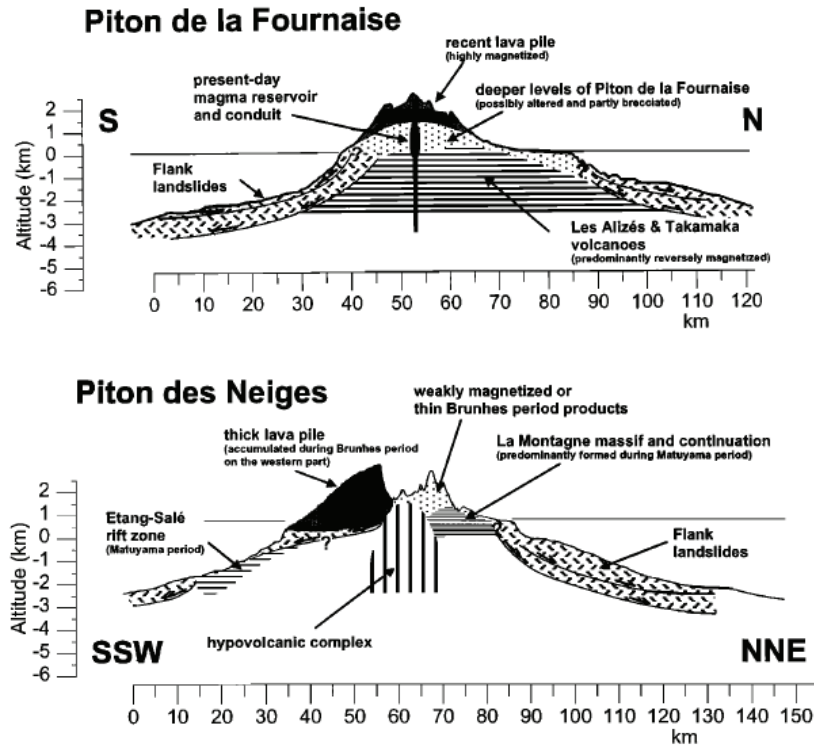 Piton de la Fournaise
recent lava pile
(highly magnetized)
present-day
magma reservoir
and conduit
deeper levels of Piton de la Fournaise
(possibly altered and partly brecciated)
S
N
Altitude (km)
2
1
0
-1
-2
-3
-4
-5
-6
Flank
landslides
Les Alizés & Takamaka
volcanoes
(predominantly reversely magnetized)
0 10 20 30 40 50 60 70 80 90 100 110 120
km
Piton des Neiges
weakly magnetized or
thin Brunhes period products
thick lava pile
(accumulated during Brunhes period
on the western part)
La Montagne massif and continuation
(predominantly formed during Matuyama period)
Altitude (km)
2
1
0
-1
-2
-3
-4
-5
-6
Etang-Salé
rift zone
(Matuyama period)
?
Flank
landslides
hypovolcanic complex
SSW
NNE
0 10 20 30 40 50 60 70 80 90 100 110 120 130 140 150
km